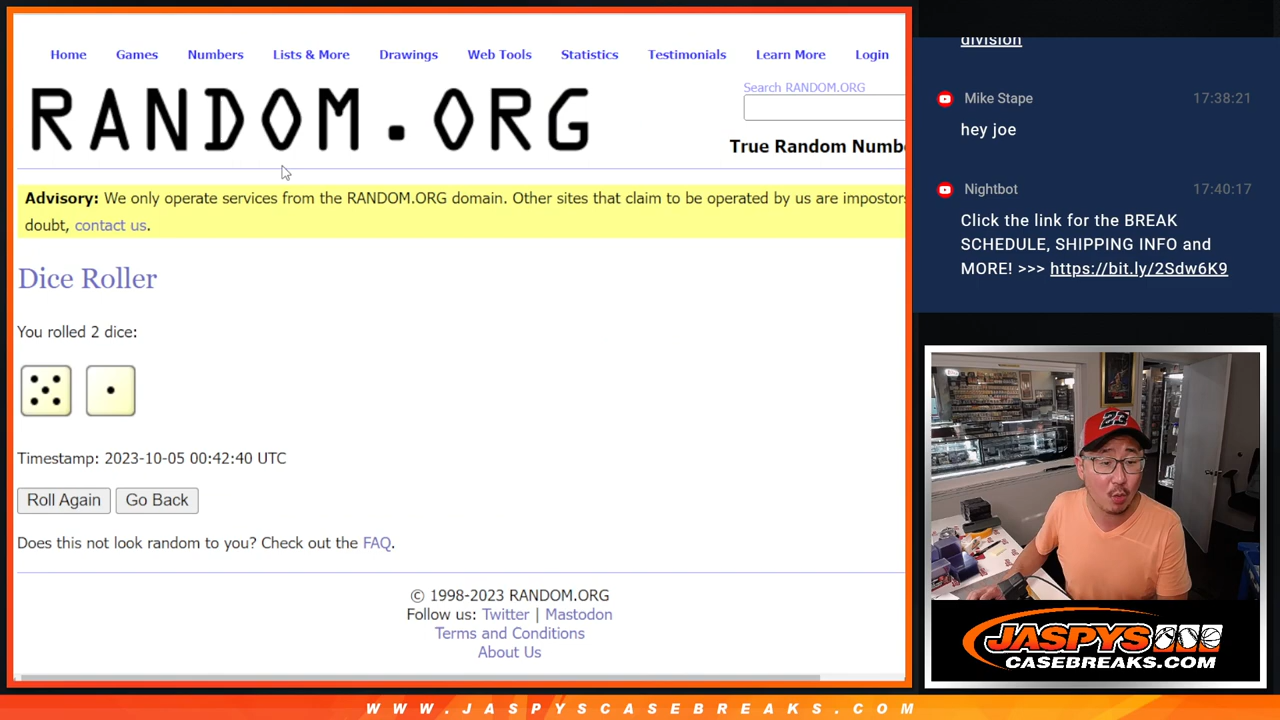 Home Games Numbers Lists & More Drawings Web Tools Statistics Testimonials Learn More Login
RANDOM.ORG
Search RANDOM.ORG
True Random Numb
Advisory: We only operate services from the RANDOM.ORG domain. Other sites that claim to be operated by us are impostors
doubt, contact us.
Dice Roller
You rolled 2 dice:
Timestamp: 2023-10-05 00:42:40 UTC
Roll Again Go Back
Does this not look random to you? Check out the FAQ.
© 1998-2023 RANDOM.ORG
Follow us: Twitter | Mastodon
Terms and Conditions
About Us
division
Mike Stape 17:38:21
hey joe
Nightbot 17:40:17
Click the link for the BREAK
SCHEDULE, SHIPPING INFO and
MORE! >>> https://bit.ly/2Sdw6K9
23
JASPYS
CASEBREAKS.COM
WWW.JASPYSCASEBREAKS.COM